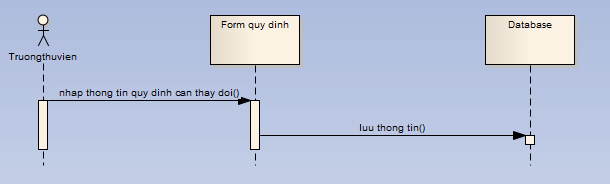 Form quy dinh
Database
Truongthuvien
nhap thong tin quy dinh can thay doi()
luu thong tin()